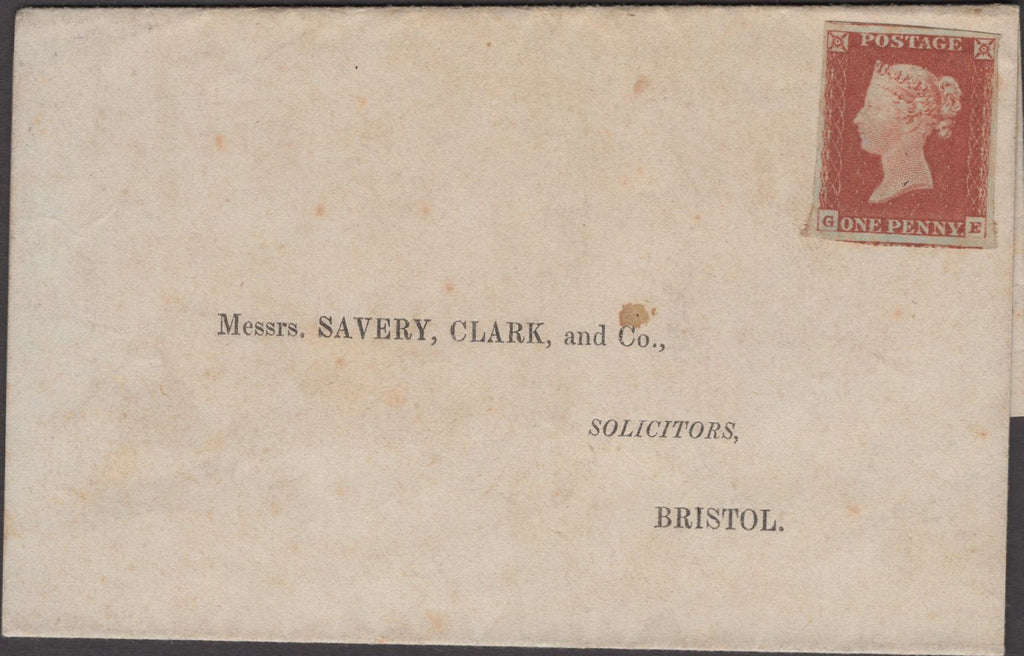 POSTAGE
G ONE PENNY. E
Messrs. SAVERY, CLARK, and Co.,
SOLICITORS,
BRISTOL.